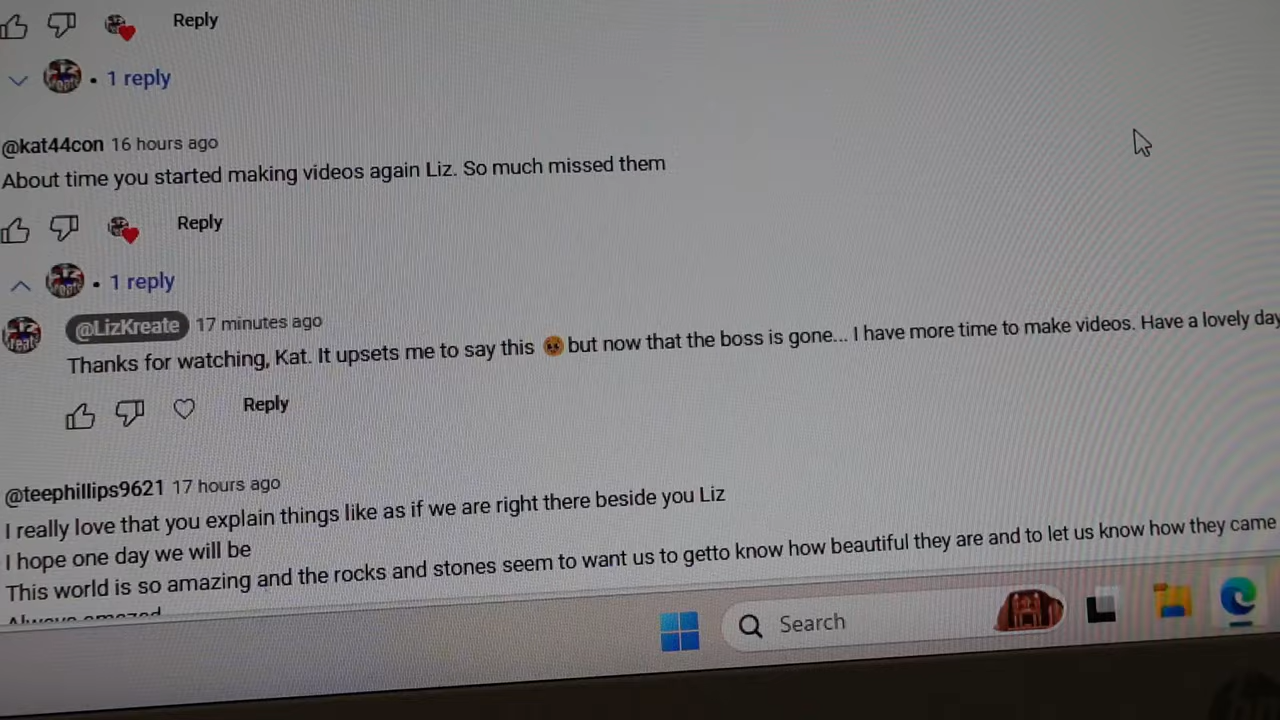 Reply
1 reply
@kat44con 16 hours ago
About time you started making videos again Liz. So much missed them
Reply
1 reply
@LizKreate 17 minutes ago
Thanks for watching, Kat. It upsets me to say this but now that the boss is gone... I have more time to make videos. Have a lovely day
Reply
@teephillips9621 17 hours ago
I really love that you explain things like as if we are right there beside you Liz
I hope one day we will be
This world is so amazing and the rocks and stones seem to want us to getto know how beautiful they are and to let us know how they came
Always amazed
Search